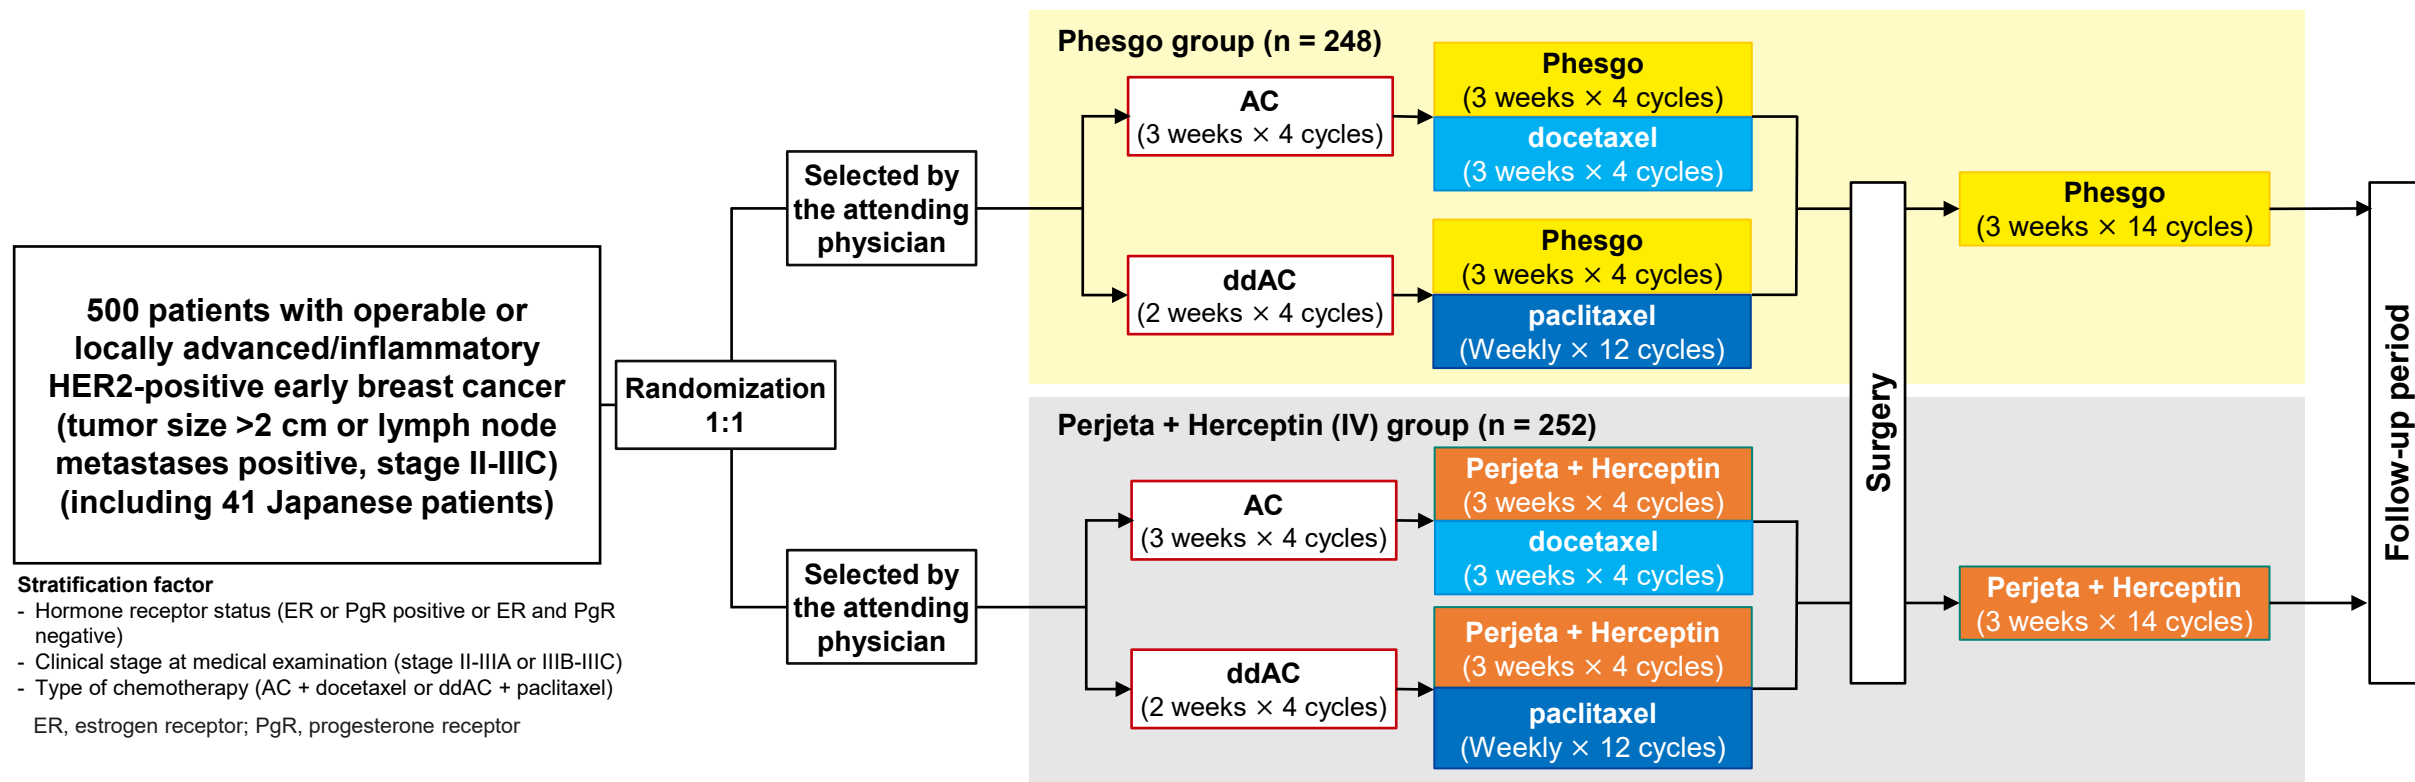 500 patients with operable or
locally advanced/inflammatory
HER2-positive early breast cancer
(tumor size >2 cm or lymph node
metastases positive, stage II-IIIC)
(including 41 Japanese patients)
Stratification factor
- Hormone receptor status (ER or PgR positive or ER and PgR
negative)
- Clinical stage at medical examination (stage II-IIIA or IIIB-IIIC)
- Type of chemotherapy (AC + docetaxel or ddAC + paclitaxel)
ER, estrogen receptor; PgR, progesterone receptor
Randomization
1:1
Selected by
the attending
physician
Selected by
the attending
physician
Phesgo group (n = 248)
AC
(3 weeks × 4 cycles)
Phesgo
(3 weeks × 4 cycles)
docetaxel
(3 weeks × 4 cycles)
ddAC
(2 weeks × 4 cycles)
Phesgo
(3 weeks × 4 cycles)
paclitaxel
(Weekly × 12 cycles)
Perjeta + Herceptin (IV) group (n = 252)
AC
(3 weeks × 4 cycles)
Perjeta + Herceptin
(3 weeks × 4 cycles)
docetaxel
(3 weeks × 4 cycles)
ddAC
(2 weeks × 4 cycles)
Perjeta + Herceptin
(3 weeks × 4 cycles)
paclitaxel
(Weekly × 12 cycles)
Surgery
Phesgo
(3 weeks × 14 cycles)
Perjeta + Herceptin
(3 weeks × 14 cycles)
Follow-up period